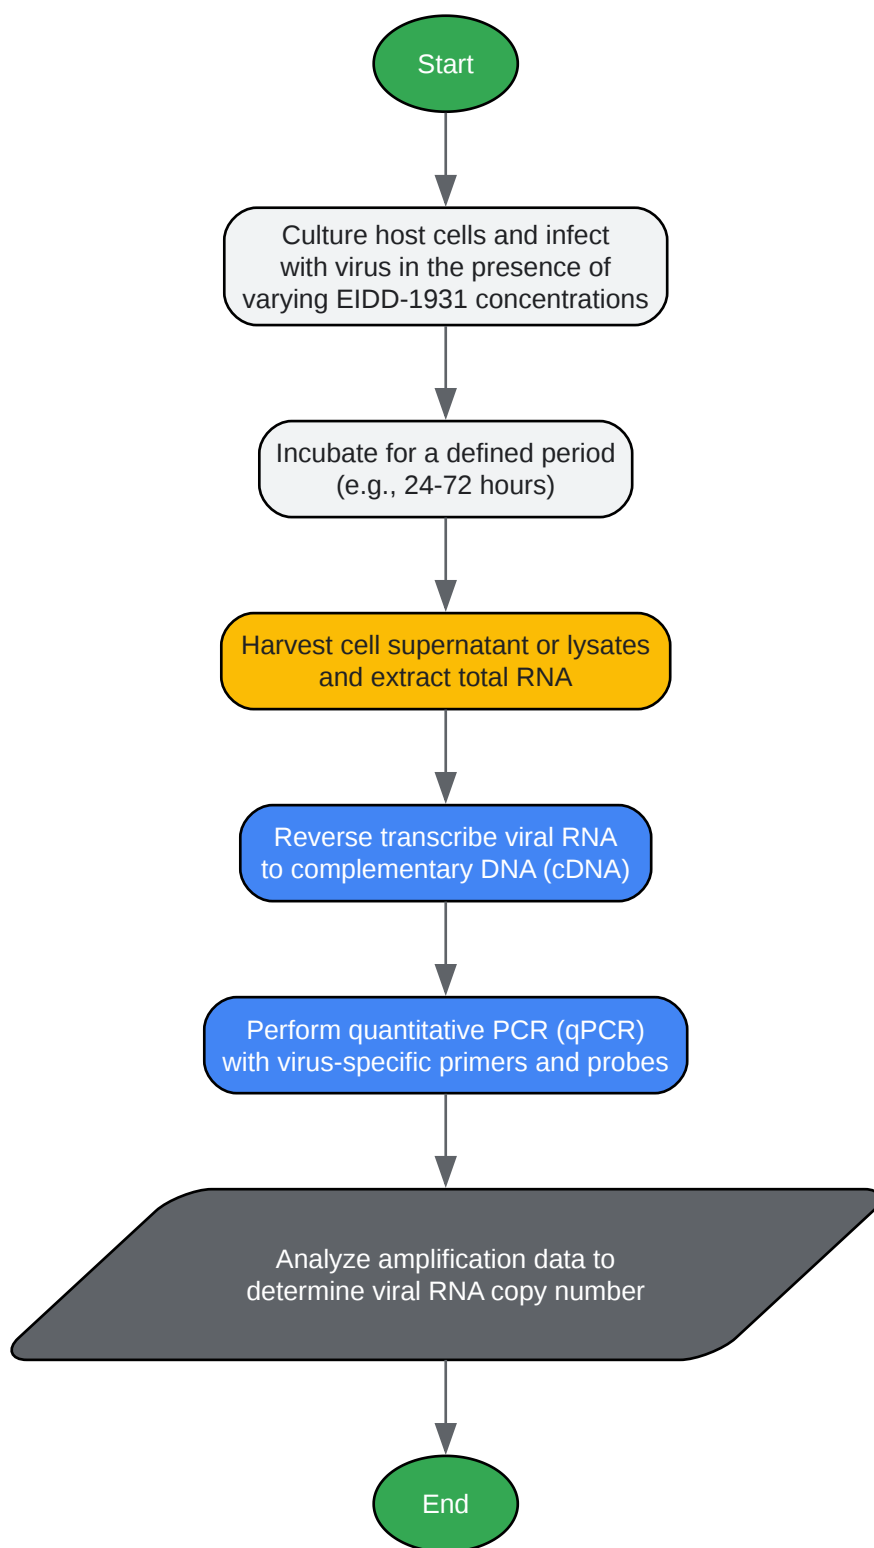 Start
Culture host cells and infect
with virus in the presence of
varying EIDD-1931 concentrations
Incubate for a defined period
(e.g., 24-72 hours)
Harvest cell supernatant or lysates
and extract total RNA
Reverse transcribe viral RNA
to complementary DNA (cDNA)
Perform quantitative PCR (qPCR)
with virus-specific primers and probes
Analyze amplification data to
determine viral RNA copy number
End